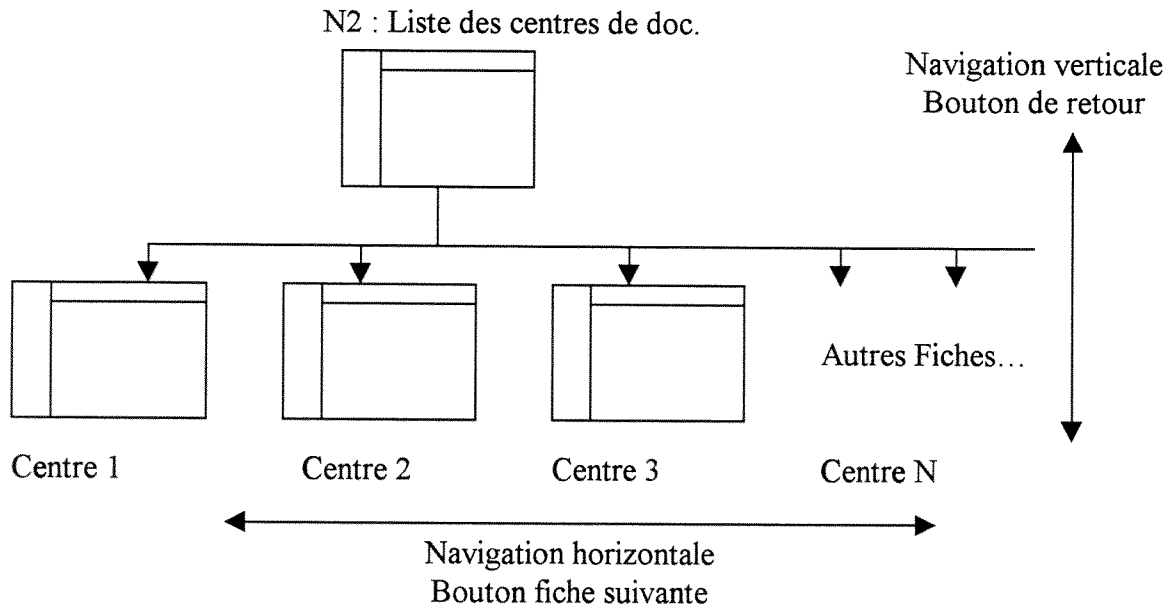 N2 : Liste des centres de doc.
Navigation verticale
Bouton de retour
Autres Fiches…
Centre 1
Centre 2
Centre 3
Centre N
Navigation horizontale
Bouton fiche suivante